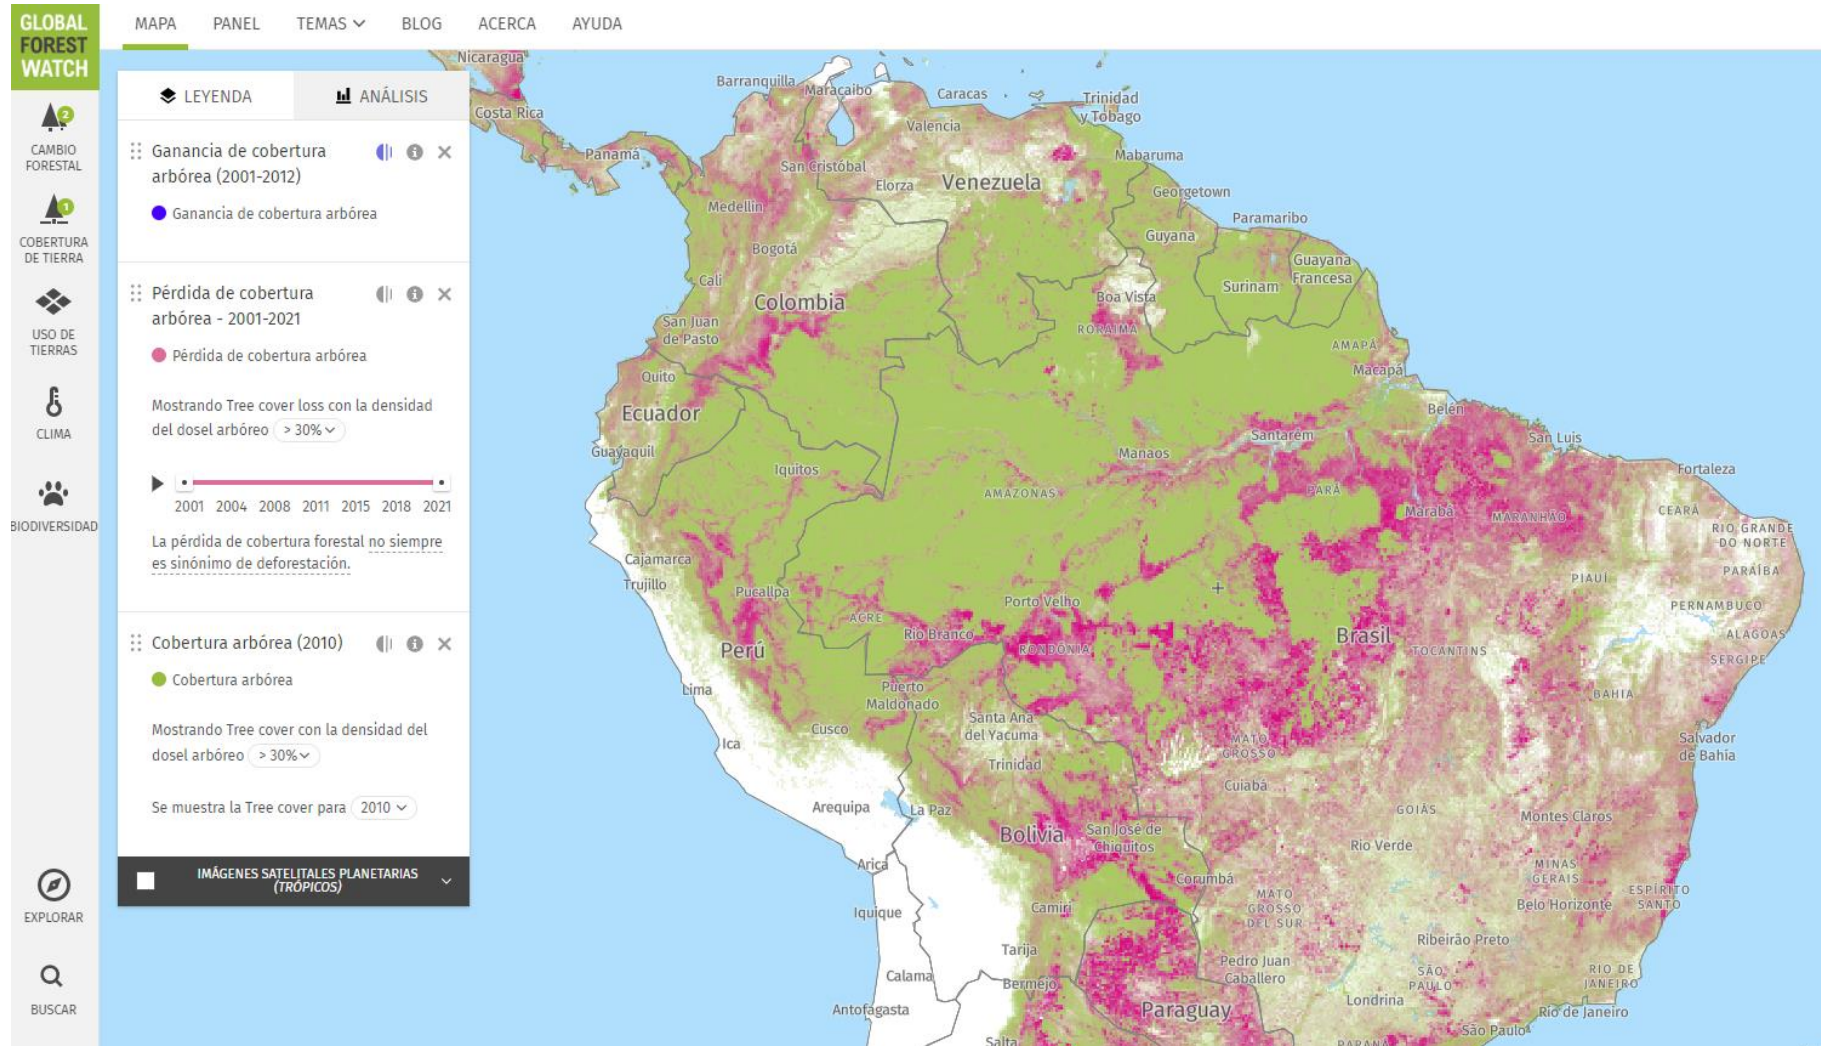 GLOBAL
FOREST
WATCH
MAPA
PANEL
TEMAS
BLOG
ACERCA
AYUDA
2
CAMBIO
FORESTAL
1
COBERTURA
DE TIERRA
USO DE
TIERRAS
CLIMA
BIODIVERSIDAD
EXPLORAR
BUSCAR
LEYENDA
ANÁLISIS
Ganancia de cobertura
arbórea (2001-2012)
Ganancia de cobertura arbórea
Pérdida de cobertura
arbórea - 2001-2021
Pérdida de cobertura arbórea
Mostrando Tree cover loss con la densidad
del dosel arbóreo > 30%
2001 2004 2008 2011 2015 2018 2021
La pérdida de cobertura forestal no siempre
es sinónimo de deforestación.
Cobertura arbórea (2010)
Cobertura arbórea
Mostrando Tree cover con la densidad del
dosel arbóreo > 30%
Se muestra la Tree cover para 2010
IMÁGENES SATELITALES PLANETARIAS
(TRÓPICOS)
Nicaragua
Costa Rica
Panamá
Barranquilla
Maracaibo
Caracas
Valencia
Trinidad
y Tobago
San Cristóbal
Elorza
Venezuela
Mabaruma
Georgetown
Medellin
Paramaribo
Bogotá
Guyana
Guayana
Francesa
Surinam
Cali
Colombia
Boa Vista
San Juan
de Pasto
RORAIMA
AMAPÁ
Macapá
Quito
Ecuador
Guayaquil
Iquitos
Manaos
Santarém
Belén
San Luis
Fortaleza
AMAZONAS
PARÁ
Marabá
MARANHÃO
CEARÁ
RIO GRANDE
DO NORTE
Cajamarca
Trujillo
Pucallpa
ACRE
Porto Velho
Rio Branco
RONDÔNIA
PIAUÍ
PARAÍBA
PERNAMBUCO
ALAGOAS
SERGIPE
Perú
Brasil
TOCANTINS
BAHIA
Lima
Puerto
Maldonado
Cusco
Ica
Santa Ana
del Yacuma
Trinidad
MATO
GROSSO
Cuiabá
Salvador
de Bahía
Arequipa
La Paz
Bolivia
San José de
Chiquitos
GOIÁS
Montes Claros
Rio Verde
Arica
Corumbá
MINAS
GERAIS
ESPÍRITO
SANTO
Belo Horizonte
Iquique
Camiri
MATO
GROSSO
DEL SUR
Tarija
Ribeirão Preto
Calama
Bermejo
Pedro Juan
Caballero
SÃO
PAULO
RIO DE
JANEIRO
Antofagasta
Paraguay
Londrina
Rio de Janeiro
São Paulo
Salta
PARANÁ